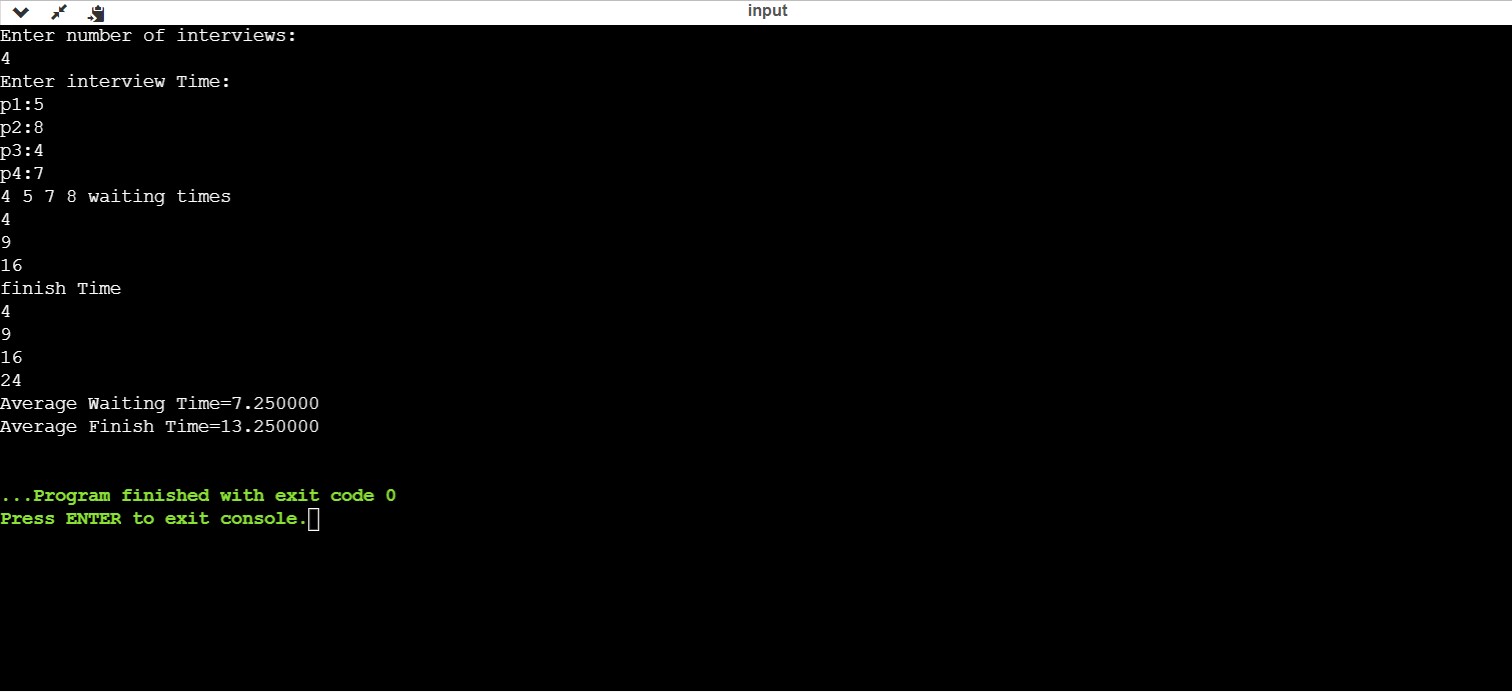 input
Enter number of interviews:
4
Enter interview Time:
p1:5
p2:8
p3:4
p4:7
4 5 7 8 waiting times
4
9
16
finish Time
4
9
16
24
Average Waiting Time=7.250000
Average Finish Time=13.250000
...Program finished with exit code 0
Press ENTER to exit console.